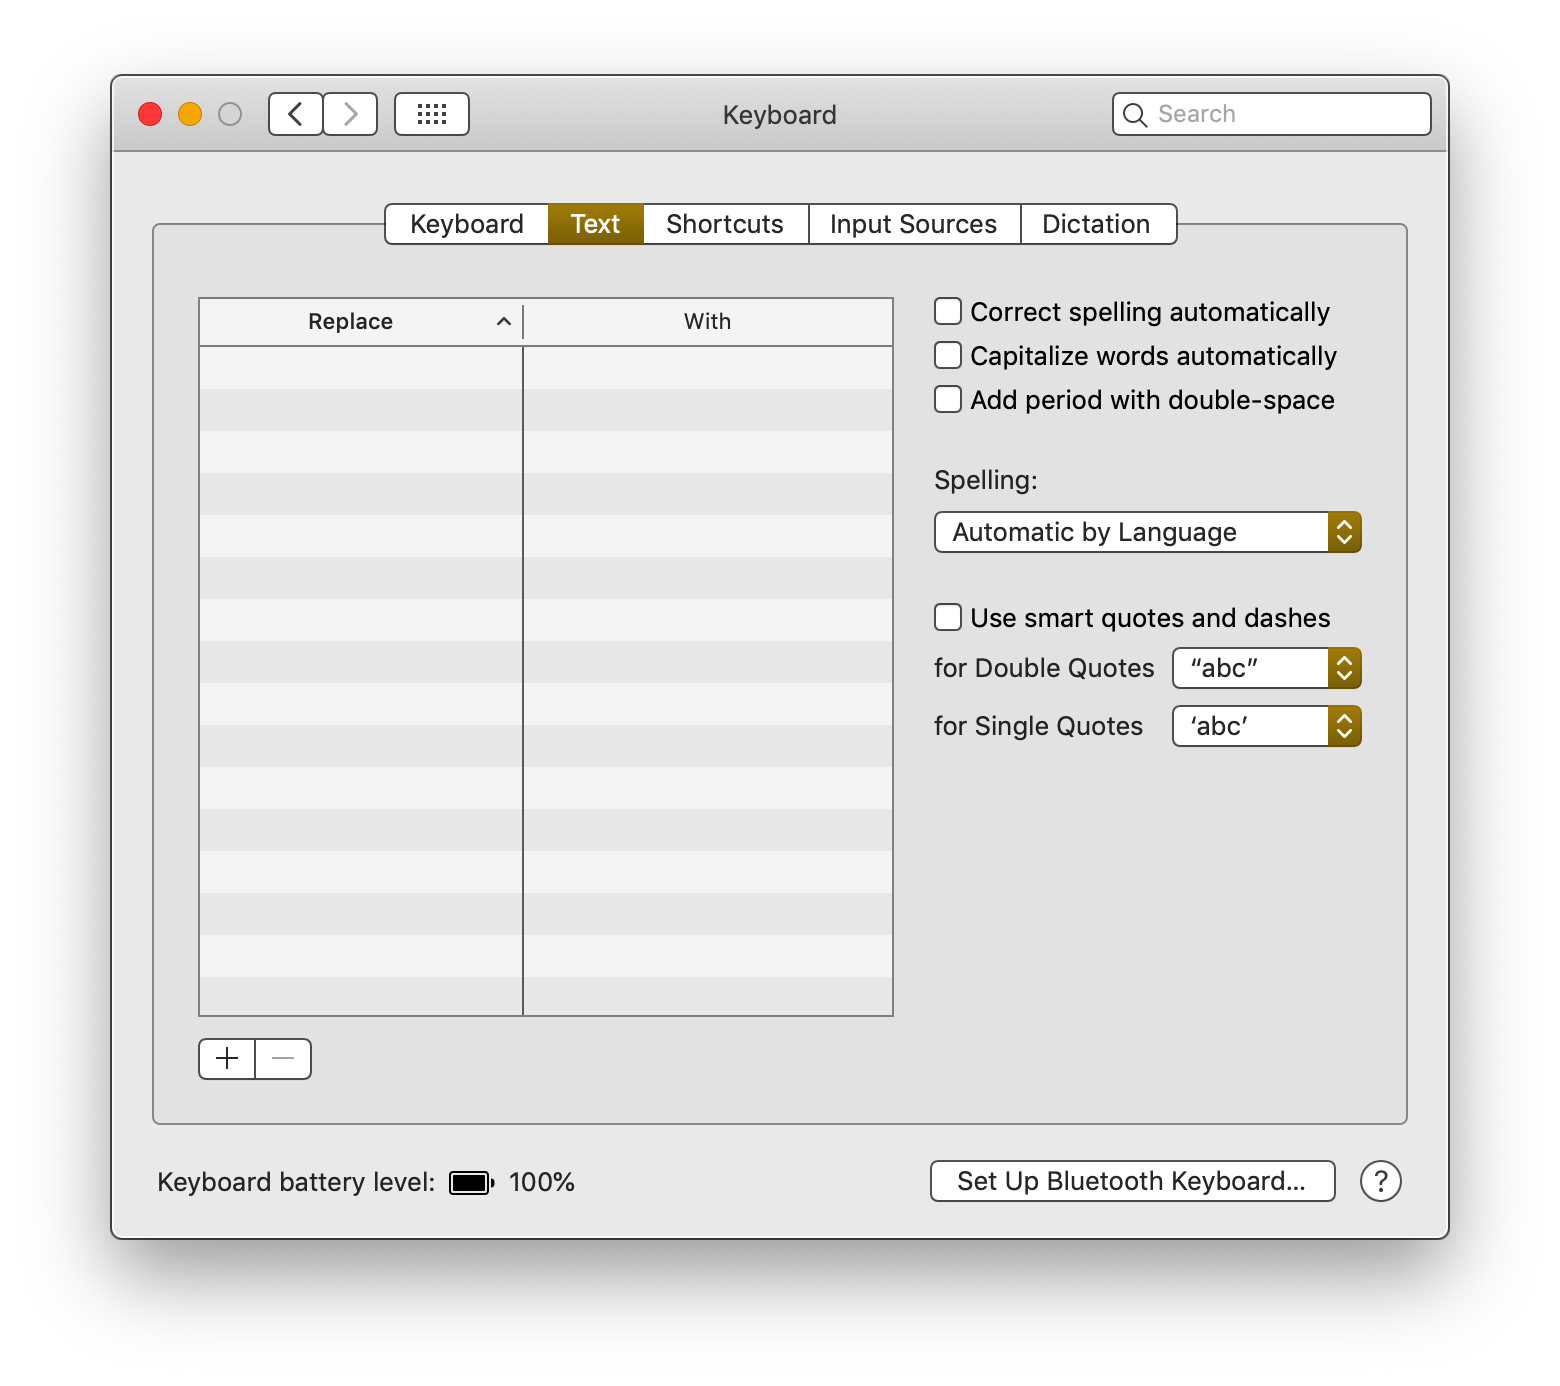 Keyboard
Search
Keyboard Text Shortcuts Input Sources Dictation
Replace With
Correct spelling automatically
Capitalize words automatically
Add period with double-space
Spelling:
Automatic by Language
Use smart quotes and dashes
for Double Quotes “abc”
for Single Quotes ‘abc’
Keyboard battery level: 100%
Set Up Bluetooth Keyboard...
?